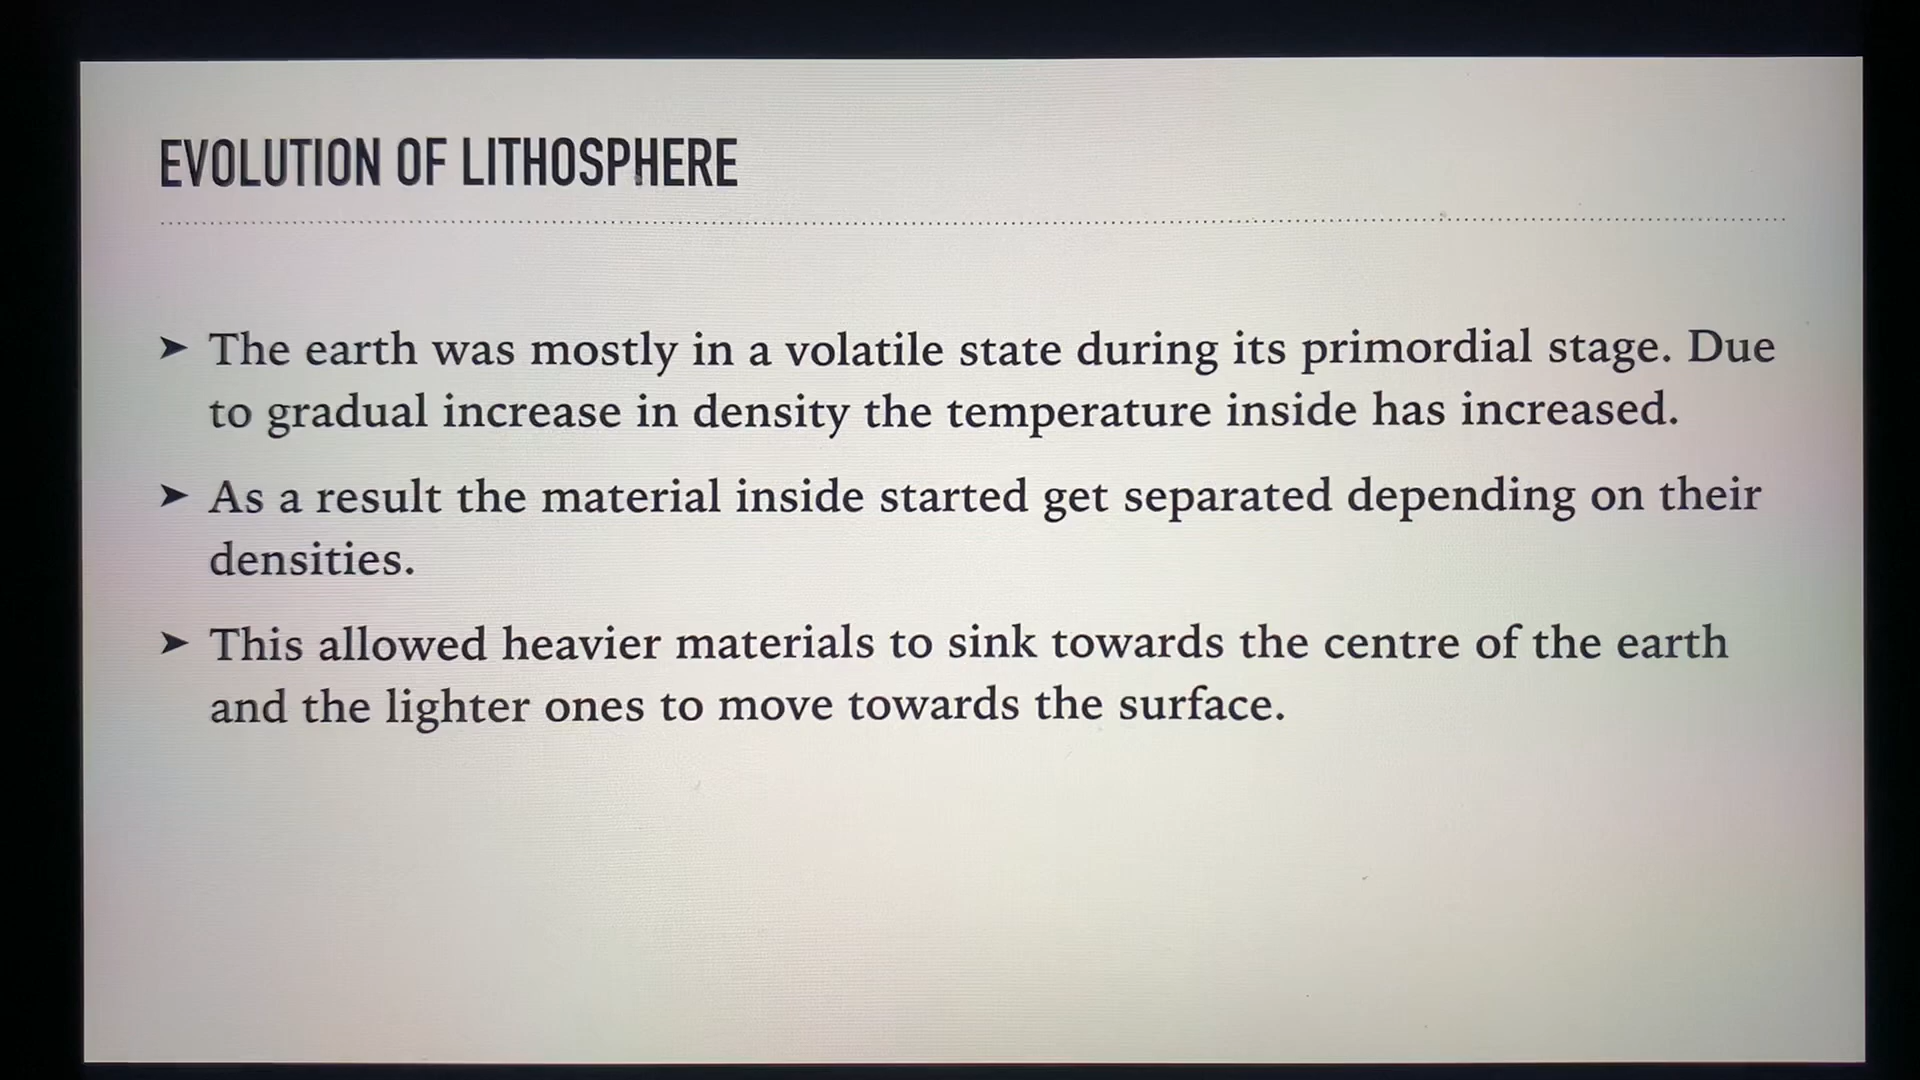 EVOLUTION OF LITHOSPHERE
➤ The earth was mostly in a volatile state during its primordial stage. Due
to gradual increase in density the temperature inside has increased.
➤ As a result the material inside started get separated depending on their
densities.
➤ This allowed heavier materials to sink towards the centre of the earth
and the lighter ones to move towards the surface.